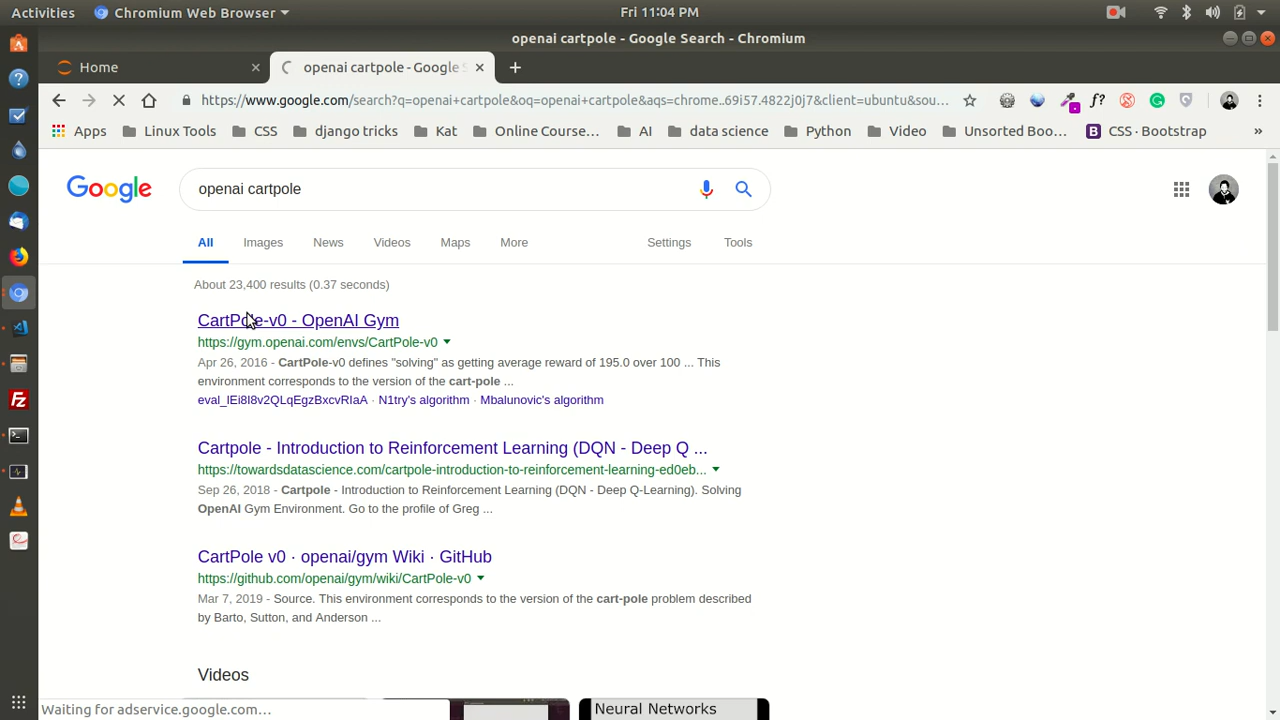 Activities Chromium Web Browser Fri 11:04 PM
openai cartpole - Google Search - Chromium
Home openai cartpole - Google S
https://www.google.com/search?q=openai+cartpole&oq=openai+cartpole&aqs=chrome..69i57.4822j0j7&client=ubuntu&sou... f?
Apps Linux Tools CSS django tricks Kat Online Course... AI data science Python Video Unsorted Boo... B CSS · Bootstrap »
Google openai cartpole
All Images News Videos Maps More Settings Tools
About 23,400 results (0.37 seconds)
CartPole-v0 - OpenAI Gym
https://gym.openai.com/envs/CartPole-v0
Apr 26, 2016 - CartPole-v0 defines "solving" as getting average reward of 195.0 over 100 ... This
environment corresponds to the version of the cart-pole ...
eval_lEi8I8v2QLqEgzBxcvRIaA · N1try's algorithm · Mbalunovic's algorithm
Cartpole - Introduction to Reinforcement Learning (DQN - Deep Q ...
https://towardsdatascience.com/cartpole-introduction-to-reinforcement-learning-ed0eb...
Sep 26, 2018 - Cartpole - Introduction to Reinforcement Learning (DQN - Deep Q-Learning). Solving
OpenAI Gym Environment. Go to the profile of Greg ...
CartPole v0 · openai/gym Wiki · GitHub
https://github.com/openai/gym/wiki/CartPole-v0
Mar 7, 2019 - Source. This environment corresponds to the version of the cart-pole problem described
by Barto, Sutton, and Anderson ...
Videos
Waiting for adservice.google.com... Neural Networks